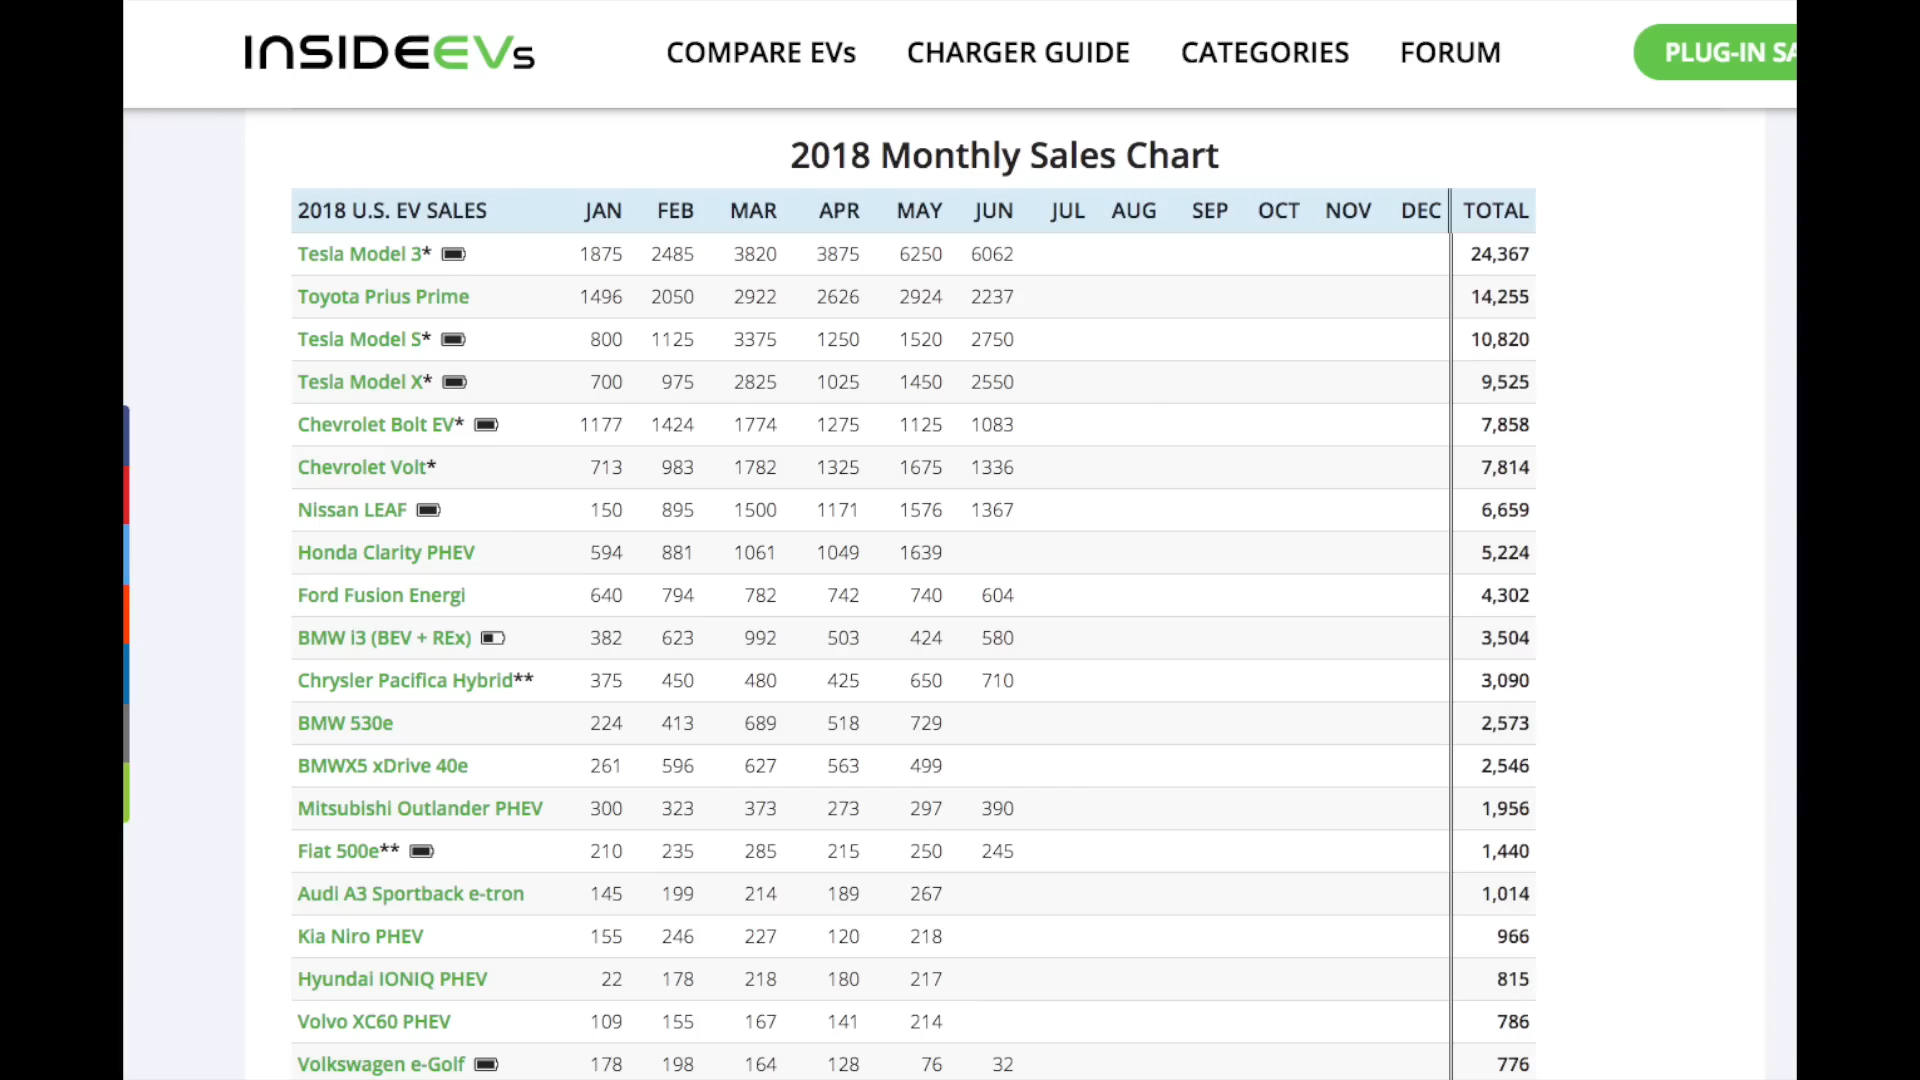 INSIDEEVs COMPARE EVs CHARGER GUIDE CATEGORIES FORUM PLUG-IN SA
2018 Monthly Sales Chart
2018 U.S. EV SALES JAN FEB MAR APR MAY JUN JUL AUG SEP OCT NOV DEC TOTAL
Tesla Model 3* 1875 2485 3820 3875 6250 6062 24,367
Toyota Prius Prime 1496 2050 2922 2626 2924 2237 14,255
Tesla Model S* 800 1125 3375 1250 1520 2750 10,820
Tesla Model X* 700 975 2825 1025 1450 2550 9,525
Chevrolet Bolt EV* 1177 1424 1774 1275 1125 1083 7,858
Chevrolet Volt* 713 983 1782 1325 1675 1336 7,814
Nissan LEAF 150 895 1500 1171 1576 1367 6,659
Honda Clarity PHEV 594 881 1061 1049 1639 5,224
Ford Fusion Energi 640 794 782 742 740 604 4,302
BMW i3 (BEV + REx) 382 623 992 503 424 580 3,504
Chrysler Pacifica Hybrid** 375 450 480 425 650 710 3,090
BMW 530e 224 413 689 518 729 2,573
BMWX5 xDrive 40e 261 596 627 563 499 2,546
Mitsubishi Outlander PHEV 300 323 373 273 297 390 1,956
Fiat 500e** 210 235 285 215 250 245 1,440
Audi A3 Sportback e-tron 145 199 214 189 267 1,014
Kia Niro PHEV 155 246 227 120 218 966
Hyundai IONIQ PHEV 22 178 218 180 217 815
Volvo XC60 PHEV 109 155 167 141 214 786
Volkswagen e-Golf 178 198 164 128 76 32 776